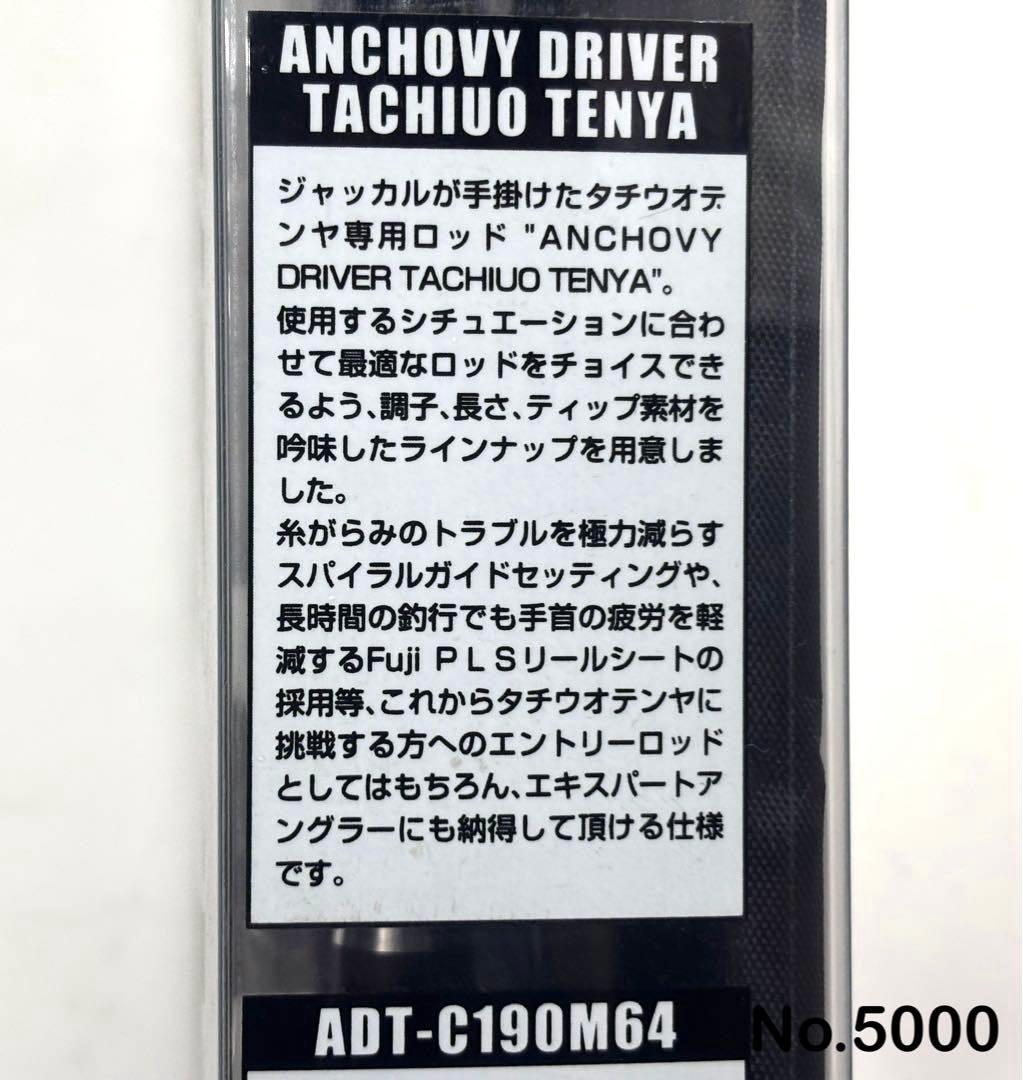 ANCHOVY DRIVER
TACHIUO TENYA
ジャッカルが手掛けたタチウオテ
ンヤ専用ロッド "ANCHOVY
DRIVER TACHIUO TENYA"。
使用するシチュエーションに合わ
せて最適なロッドをチョイスでき
るよう、調子、長さ、ティップ素材を
吟味したラインナップを用意しま
した。
糸がらみのトラブルを極力減らす
スパイラルガイドセッティングや、
長時間の釣行でも手首の疲労を軽
減するFuji PLSリールシートの
採用等、これからタチウオテンヤに
挑戦する方へのエントリーロッド
としてはもちろん、エキスパートア
ングラーにも納得して頂ける仕様
です。
ADT-C190M64
No.5000